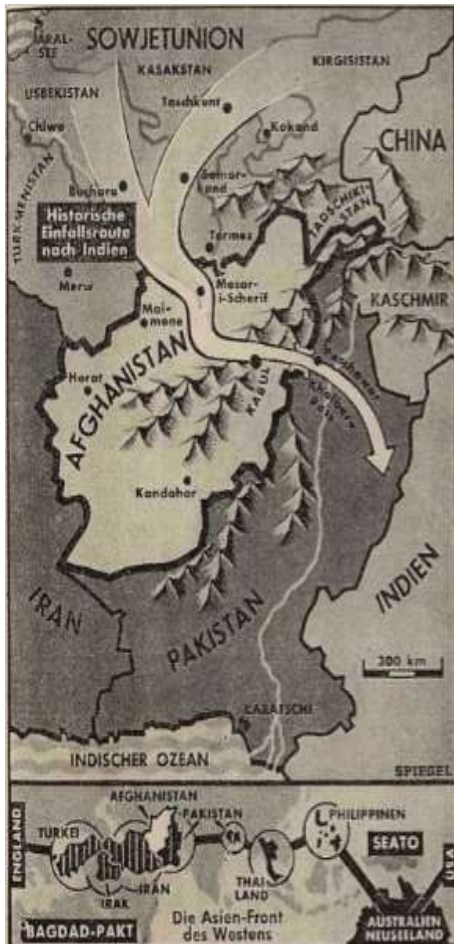 ARAL-
SEE
SOWJETUNION
KASAKSTAN
KIRGISISTAN
USBEKISTAN
Taschkent
Chiwa
Kokand
CHINA
Buchara
Samar-
kand
TADSCHIKI-
STAN
TURKMENISTAN
Historische
Einfallsroute
nach Indien
Termes
Merw
Masar-
i-Scherif
KASCHMIR
Mai-
mene
AFGHANISTAN
Herat
KABUL
Peschawar
Khaiber-
Pass
Kandahar
IRAN
PAKISTAN
INDIEN
300 km
KARATSCHI
INDISCHER OZEAN
SPIEGEL
AFGHANISTAN
PAKISTAN
PHILIPPINEN
ENGLAND
TÜRKEI
SEATO
USA
IRAK
IRAN
THAI-
LAND
BAGDAD-PAKT
Die Asien-Front
des Westens
AUSTRALIEN
NEUSEELAND